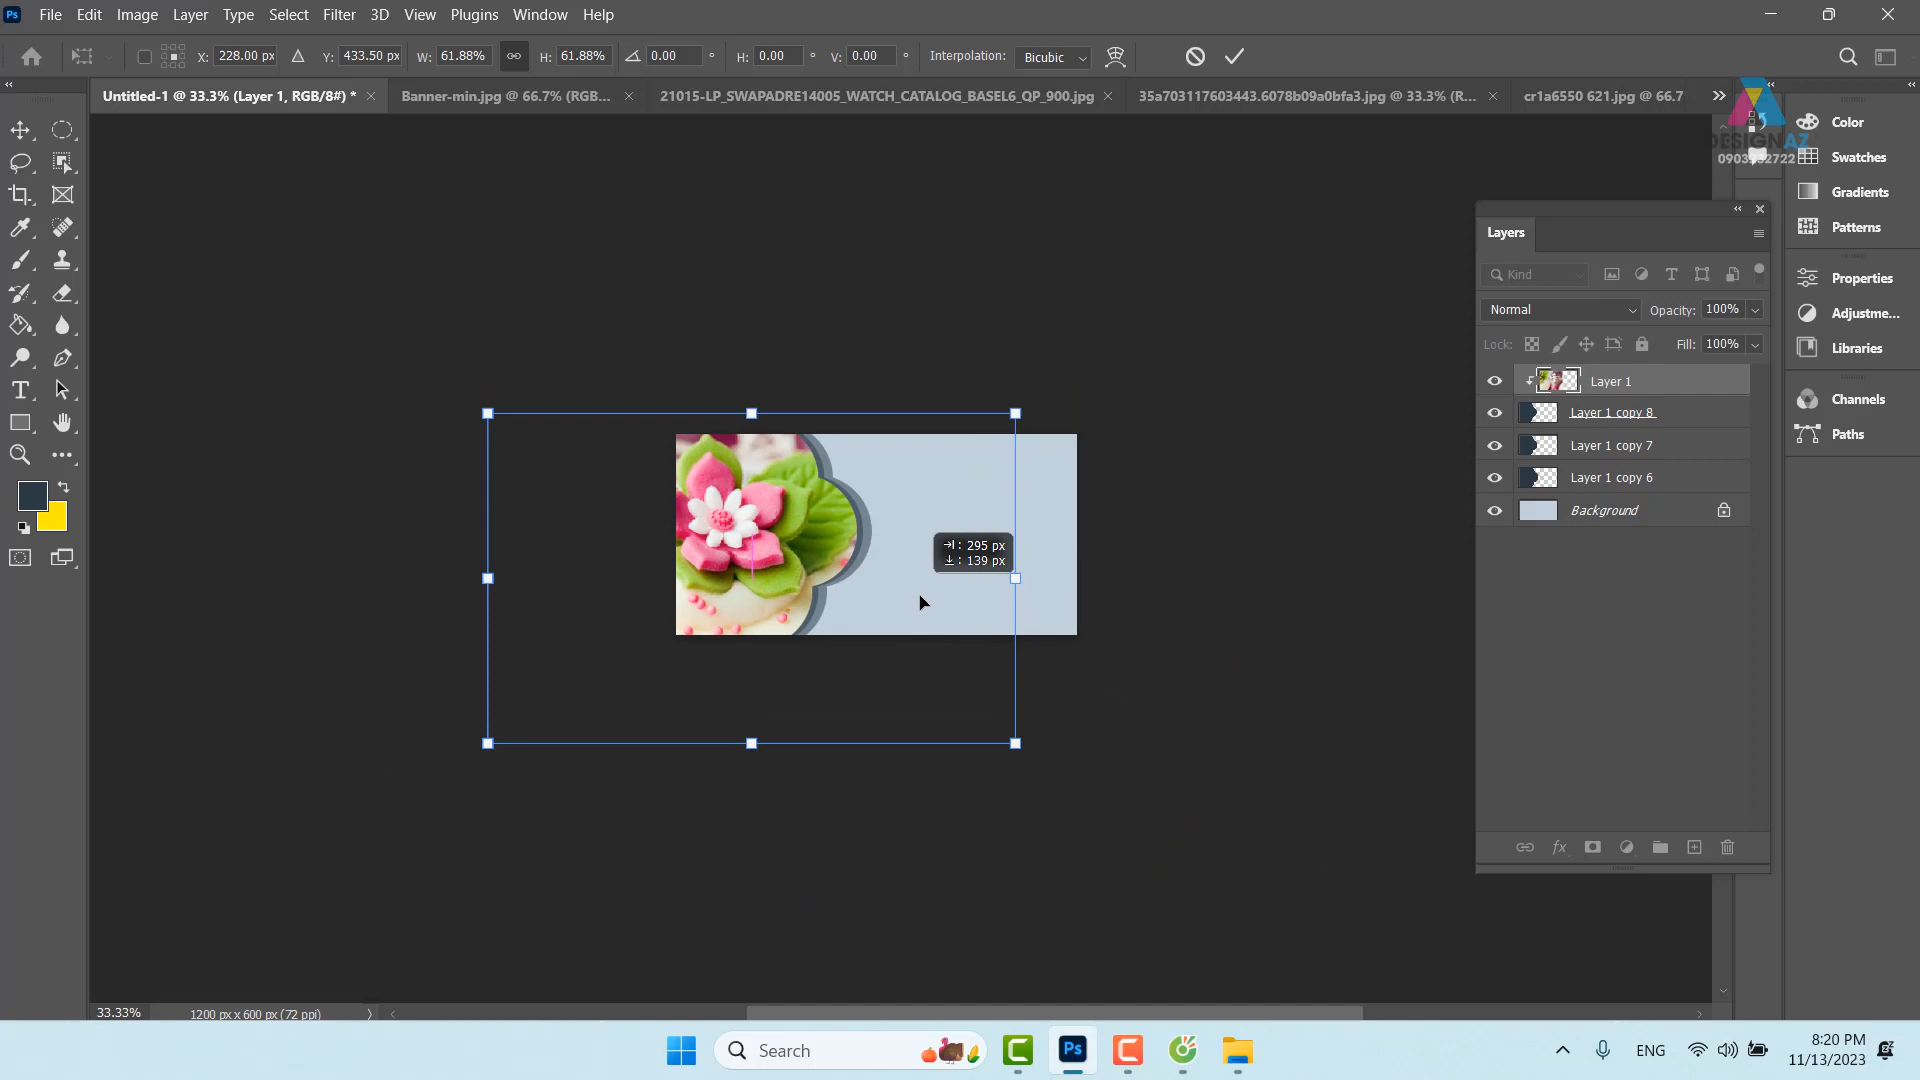 Ps File Edit Image Layer Type Select Filter 3D View Plugins Window Help
X: 228.00 px Y: 433.50 px W: 61.88% H: 61.88% 0.00 ° H: 0.00 ° V: 0.00 ° Interpolation: Bicubic
Untitled-1 @ 33.3% (Layer 1, RGB/8#) * Banner-min.jpg @ 66.7% (RGB... 21015-LP_SWAPADRE14005_WATCH_CATALOG_BASEL6_QP_900.jpg 35a703117603443.6078b09a0bfa3.jpg @ 33.3% (R... cr1a6550 621.jpg @ 66.7
Color
DESIGNAZ
Swatches
Gradients
Patterns
Properties
Adjustme...
Libraries
Channels
Paths
Layers
Kind
Normal Opacity: 100%
Lock: Fill: 100%
Layer 1
Layer 1 copy 8
Layer 1 copy 7
Layer 1 copy 6
Background
fx
: 295 px
: 139 px
33.33% 1200 px x 600 px (72 ppi)
Search
Ps
ENG
8:20 PM
11/13/2023